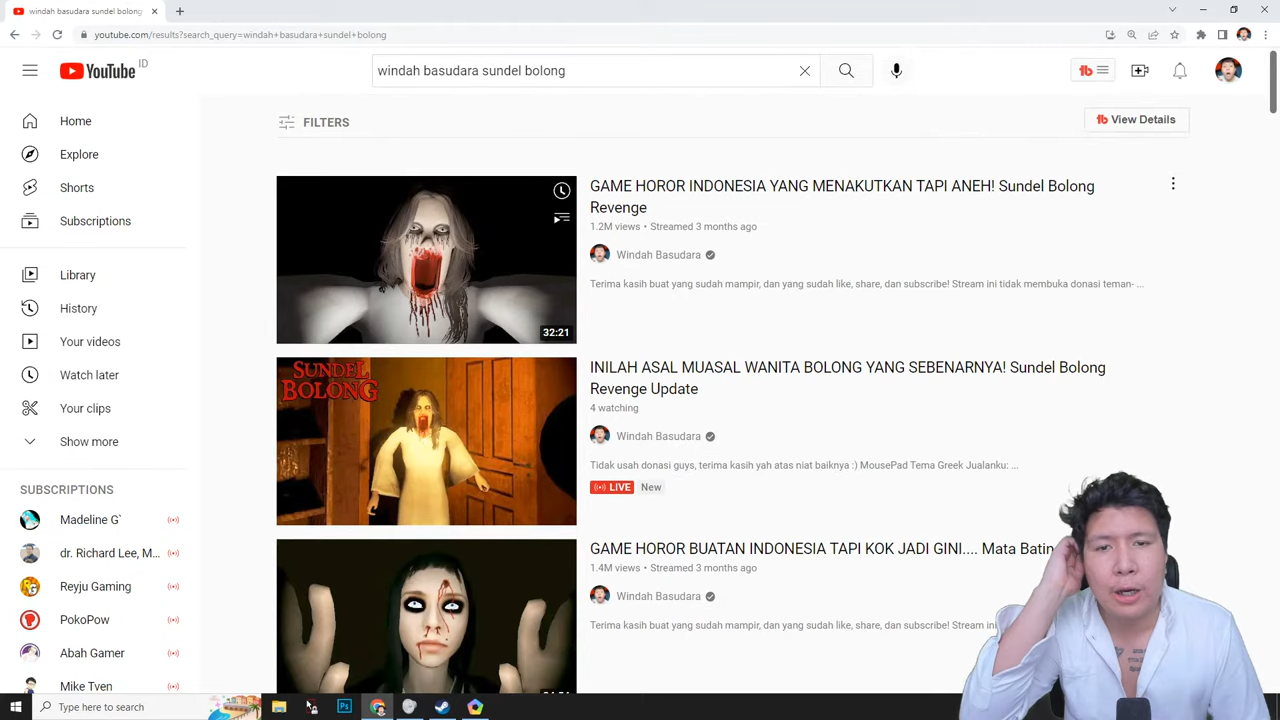 windah basudara sundel bolong
youtube.com/results?search_query=windah+basudara+sundel+bolong
YouTube ID
windah basudara sundel bolong
Home
Explore
Shorts
Subscriptions
Library
History
Your videos
Watch later
Your clips
Show more
SUBSCRIPTIONS
Madeline G`
dr. Richard Lee, M...
Reyju Gaming
PokoPow
Abah Gamer
Mike Tven
FILTERS
tb View Details
32:21
GAME HOROR INDONESIA YANG MENAKUTKAN TAPI ANEH! Sundel Bolong
Revenge
1.2M views • Streamed 3 months ago
Windah Basudara
Terima kasih buat yang sudah mampir, dan yang sudah like, share, dan subscribe! Stream ini tidak membuka donasi teman- ...
SUNDEL
BOLONG
INILAH ASAL MUASAL WANITA BOLONG YANG SEBENARNYA! Sundel Bolong
Revenge Update
4 watching
Windah Basudara
Tidak usah donasi guys, terima kasih yah atas niat baiknya :) MousePad Tema Greek Jualanku: ...
LIVE New
GAME HOROR BUATAN INDONESIA TAPI KOK JADI GINI.... Mata Batin
1.4M views • Streamed 3 months ago
Windah Basudara
Terima kasih buat yang sudah mampir, dan yang sudah like, share, dan subscribe! Stream ini
Type here to search
Ps